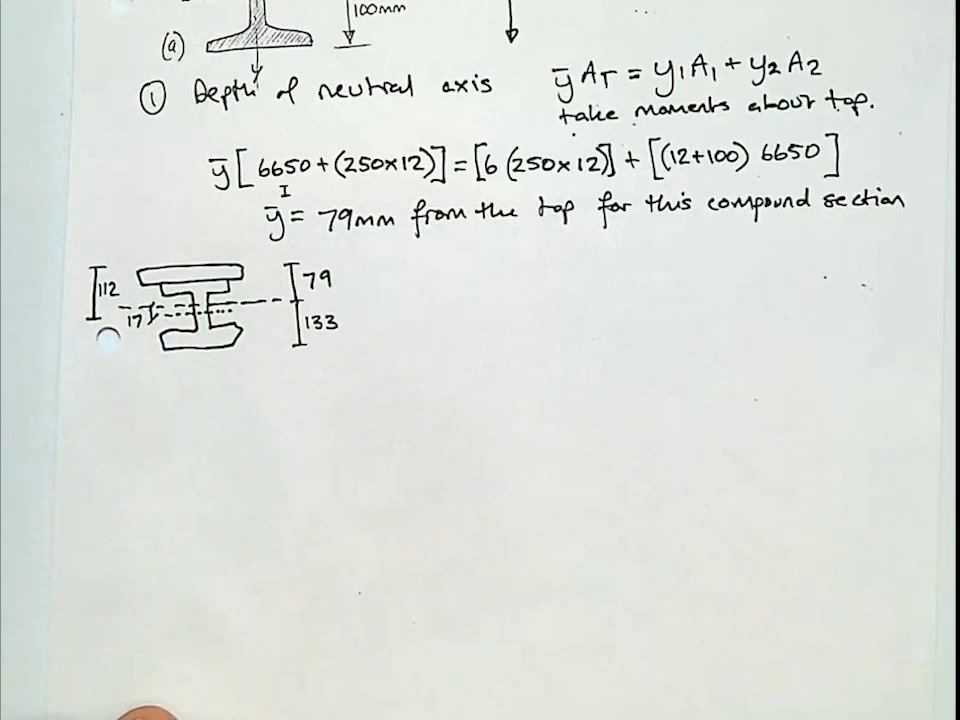 100mm
(a)
① Depth of neutral axis
ȳ A_T = y₁A₁ + y₂A₂
take moments about top.
ȳ [ 6650 + (250×12)] = [6 (250×12)] + [(12+100) 6650 ]
I
ȳ = 79mm from the top for this compound section
112
17
79
133